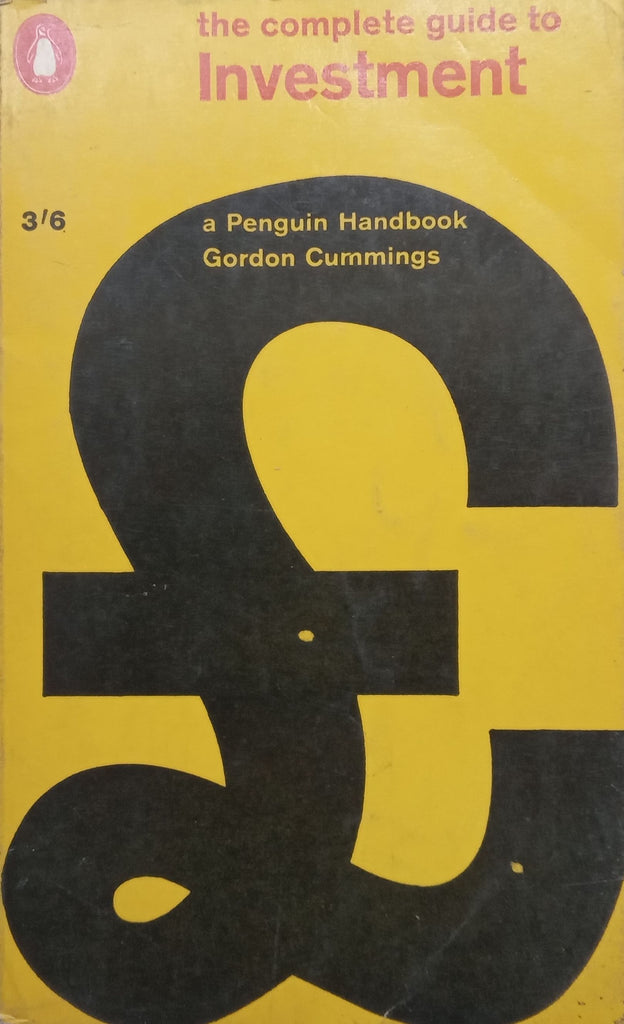 the complete guide to
Investment
3/6
a Penguin Handbook
Gordon Cummings
£